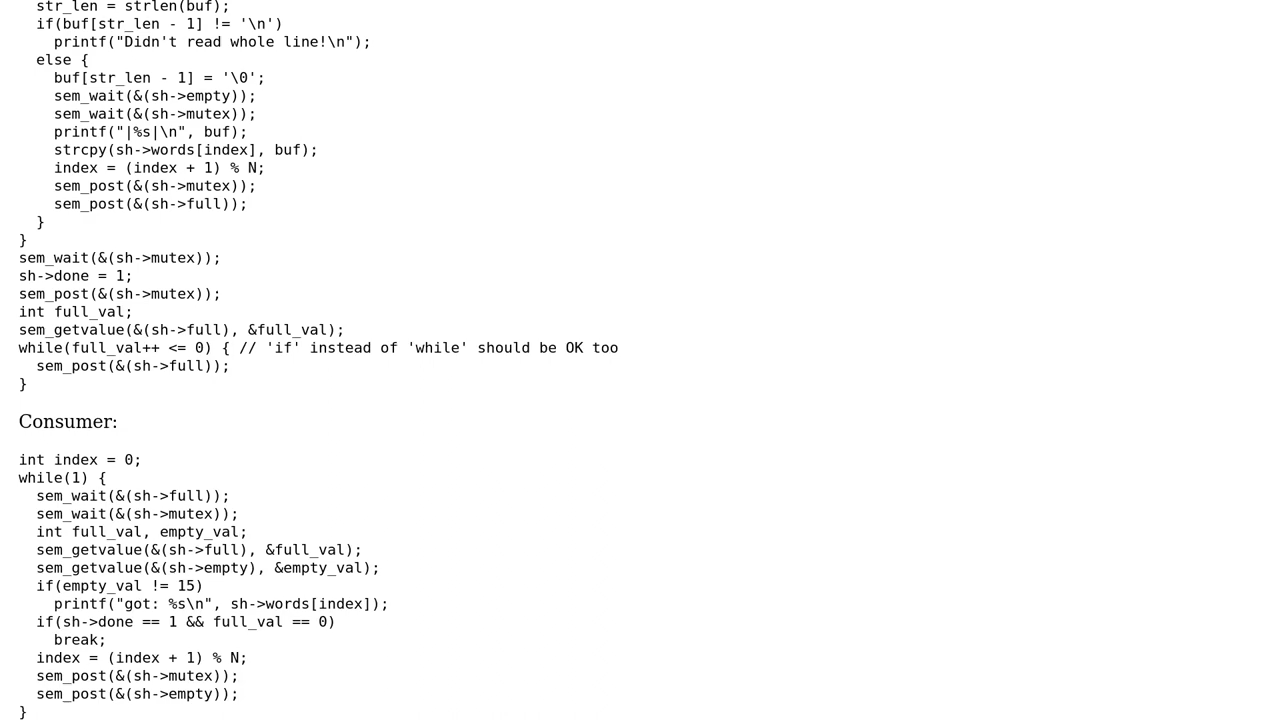 str_len = strlen(buf);
if(buf[str_len - 1] != '\n')
printf("Didn't read whole line!\n");
else {
buf[str_len - 1] = '\0';
sem_wait(&(sh->empty));
sem_wait(&(sh->mutex));
printf("|%s|\n", buf);
strcpy(sh->words[index], buf);
index = (index + 1) % N;
sem_post(&(sh->mutex));
sem_post(&(sh->full));
}
}
sem_wait(&(sh->mutex));
sh->done = 1;
sem_post(&(sh->mutex));
int full_val;
sem_getvalue(&(sh->full), &full_val);
while(full_val++ <= 0) { // 'if' instead of 'while' should be OK too
sem_post(&(sh->full));
}
Consumer:
int index = 0;
while(1) {
sem_wait(&(sh->full));
sem_wait(&(sh->mutex));
int full_val, empty_val;
sem_getvalue(&(sh->full), &full_val);
sem_getvalue(&(sh->empty), &empty_val);
if(empty_val != 15)
printf("got: %s\n", sh->words[index]);
if(sh->done == 1 && full_val == 0)
break;
index = (index + 1) % N;
sem_post(&(sh->mutex));
sem_post(&(sh->empty));
}